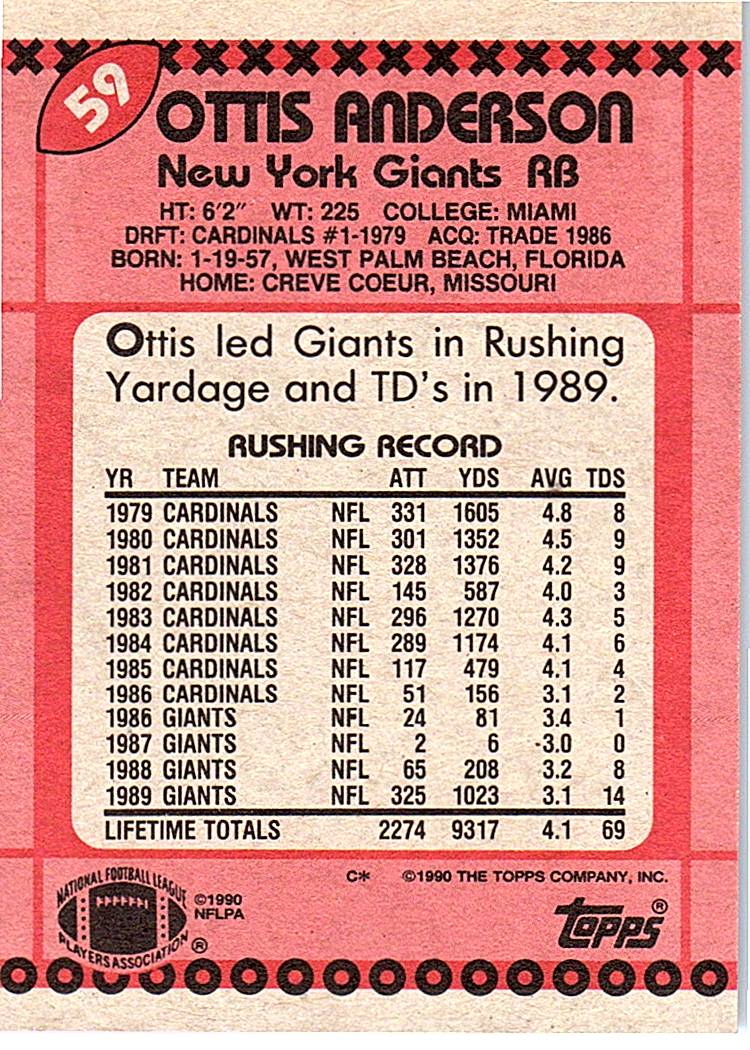 59
OTTIS ANDERSON
New York Giants RB
HT: 6'2" WT: 225 COLLEGE: MIAMI
DRFT: CARDINALS #1-1979 ACQ: TRADE 1986
BORN: 1-19-57, WEST PALM BEACH, FLORIDA
HOME: CREVE COEUR, MISSOURI
Ottis led Giants in Rushing
Yardage and TD's in 1989.
RUSHING RECORD
YR TEAM ATT YDS AVG TDS
1979 CARDINALS NFL 331 1605 4.8 8
1980 CARDINALS NFL 301 1352 4.5 9
1981 CARDINALS NFL 328 1376 4.2 9
1982 CARDINALS NFL 145 587 4.0 3
1983 CARDINALS NFL 296 1270 4.3 5
1984 CARDINALS NFL 289 1174 4.1 6
1985 CARDINALS NFL 117 479 4.1 4
1986 CARDINALS NFL 51 156 3.1 2
1986 GIANTS NFL 24 81 3.4 1
1987 GIANTS NFL 2 6 -3.0 0
1988 GIANTS NFL 65 208 3.2 8
1989 GIANTS NFL 325 1023 3.1 14
LIFETIME TOTALS 2274 9317 4.1 69
C* ©1990 THE TOPPS COMPANY, INC.
NATIONAL FOOTBALL LEAGUE
PLAYERS ASSOCIATION ®
©1990
NFLPA
Topps ®